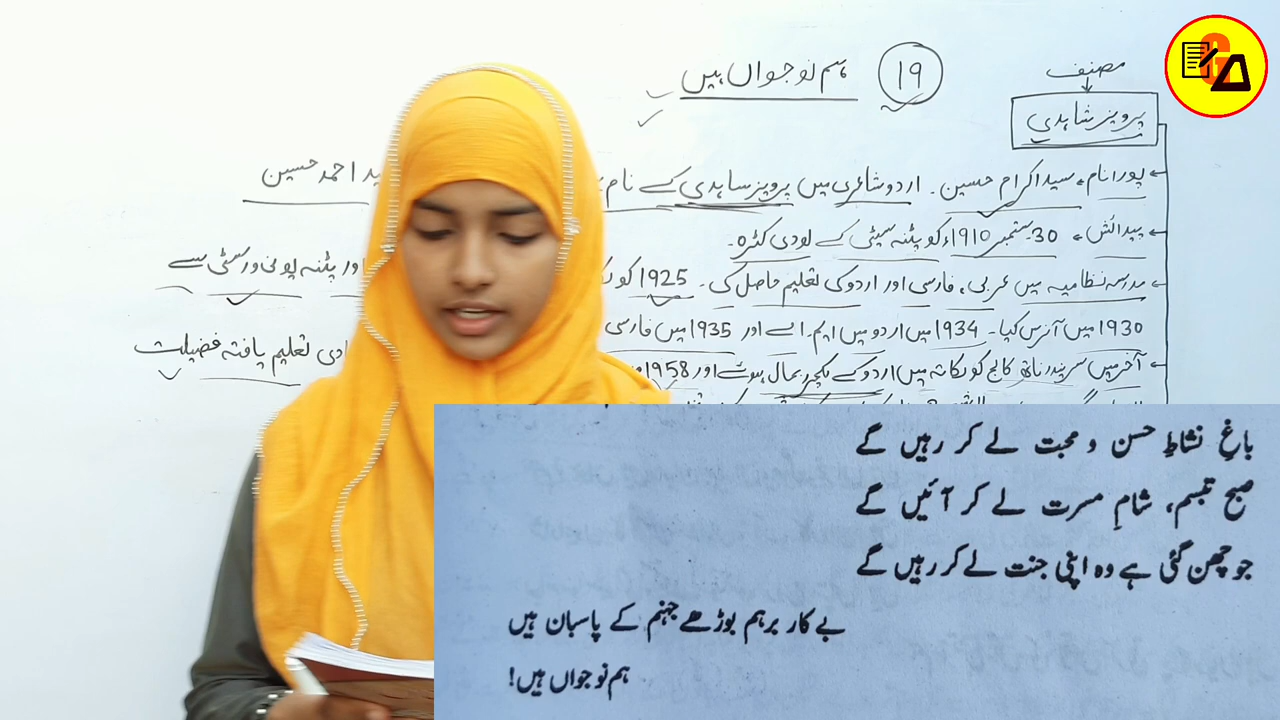 مصنف
ہم نوجواں ہیں ۱۹
پرویز شاہدی
پورا نام، سید اکرام حسین۔ اردو شاعری میں پرویز شاہدی کے نام احمد حسین
پیدائش، 30 ستمبر 1910ء کو پٹنہ سیٹی کے لودی کٹرہ۔
مدرسہ نظامیہ میں عربی، فارسی اور اردو کی تعلیم حاصل کی۔ 1925 کو اور پٹنہ یونیورسٹی سے
1930 میں آنرس کیا۔ 1934 میں اردو میں ایم۔اے اور 1935 میں فارسی
آخر میں سریندر ناتھ کالج کولکاتہ میں اردو کے لکچرر بحال ہوئے اور 1958 تعلیم یافتہ فضیلت
باغِ نشاطِ حسن و محبت لے کر رہیں گے
صبح تبسم، شامِ مسرت لے کر آئیں گے
جو چھن گئی ہے وہ اپنی جنت لے کر رہیں گے
بے کار برہم بوڑھے جہنم کے پاسبان ہیں
ہم نوجواں ہیں!